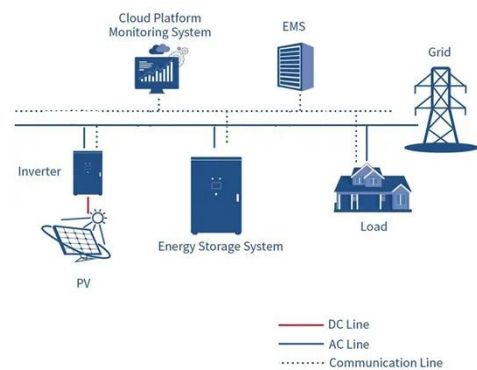 Cloud Platform
Monitoring System
EMS
Grid
Inverter
Energy Storage System
Load
PV
DC Line
AC Line
Communication Line